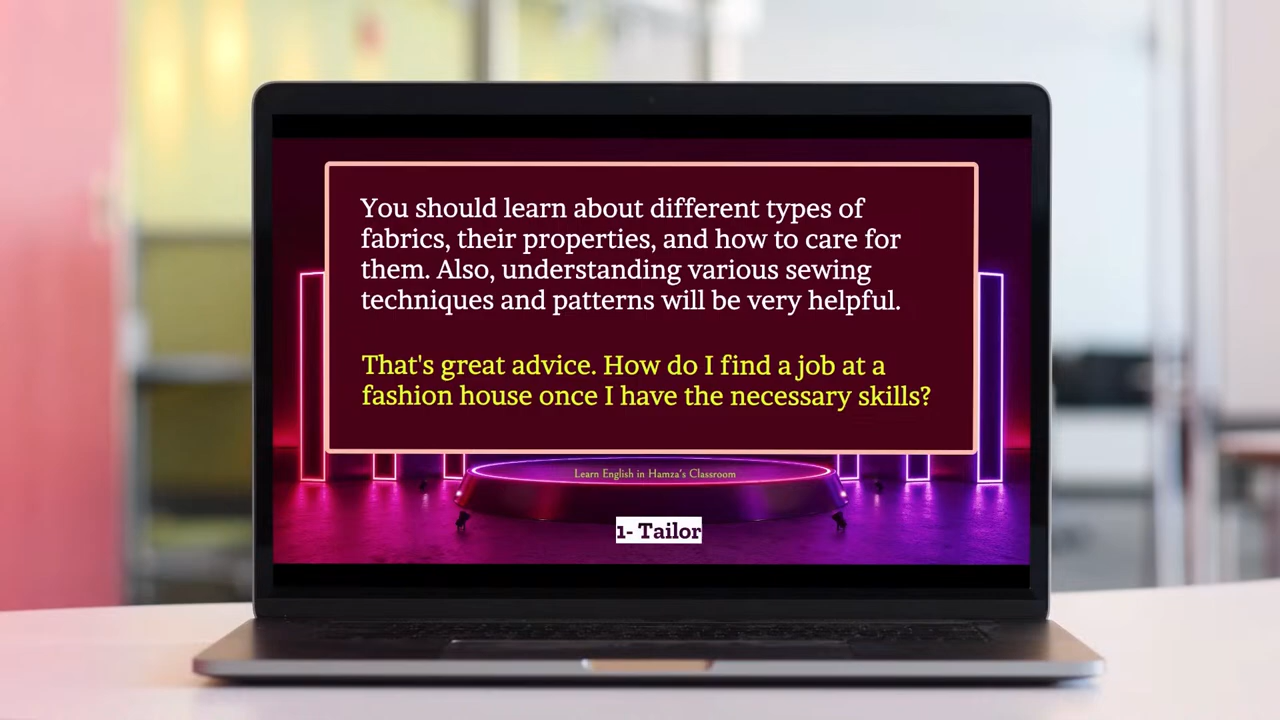 You should learn about different types of
fabrics, their properties, and how to care for
them. Also, understanding various sewing
techniques and patterns will be very helpful.
That's great advice. How do I find a job at a
fashion house once I have the necessary skills?
Learn English in Hamza's Classroom
1- Tailor